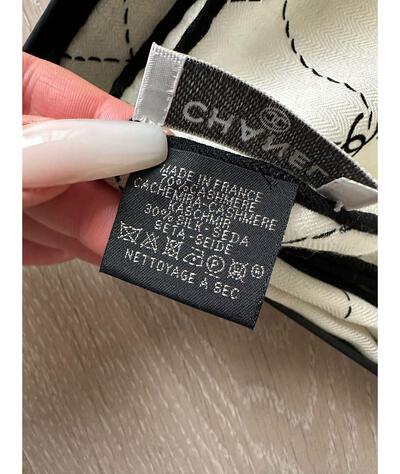 CHANEL
MADE IN FRANCE
70% CASHMERE
CACHEMIRA-CASHMERE
KASCHMIR
30% SILK-SEDA
SETA-SEIDE
NETTOYAGE À SEC